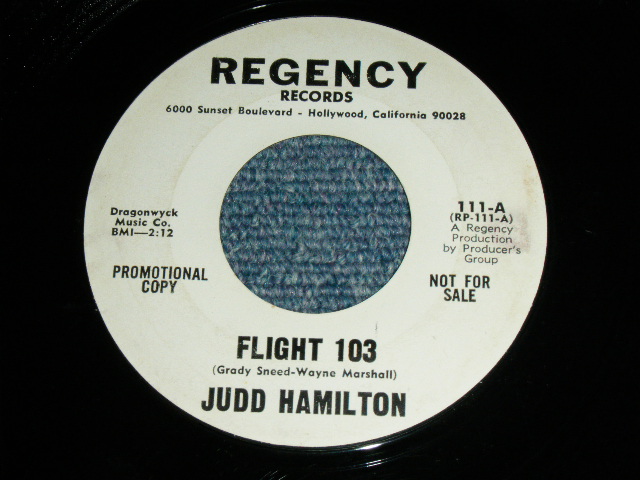 REGENCY
RECORDS
6000 Sunset Boulevard - Hollywood, California 90028
Dragonwyck
Music Co.
BMI—2:12
PROMOTIONAL
COPY
111-A
(RP-111-A)
A Regency
Production
by Producer's
Group
NOT FOR
SALE
FLIGHT 103
(Grady Sneed-Wayne Marshall)
JUDD HAMILTON